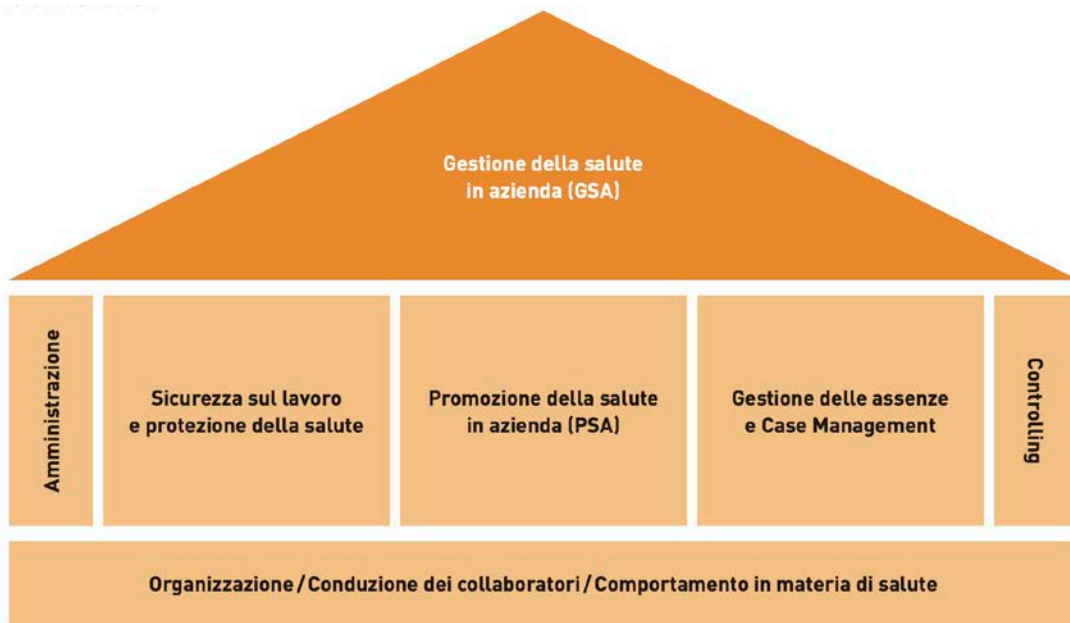 Gestione della salute
in azienda (GSA)
Amministrazione
Sicurezza sul lavoro
e protezione della salute
Promozione della salute
in azienda (PSA)
Gestione delle assenze
e Case Management
Controlling
Organizzazione / Conduzione dei collaboratori / Comportamento in materia di salute